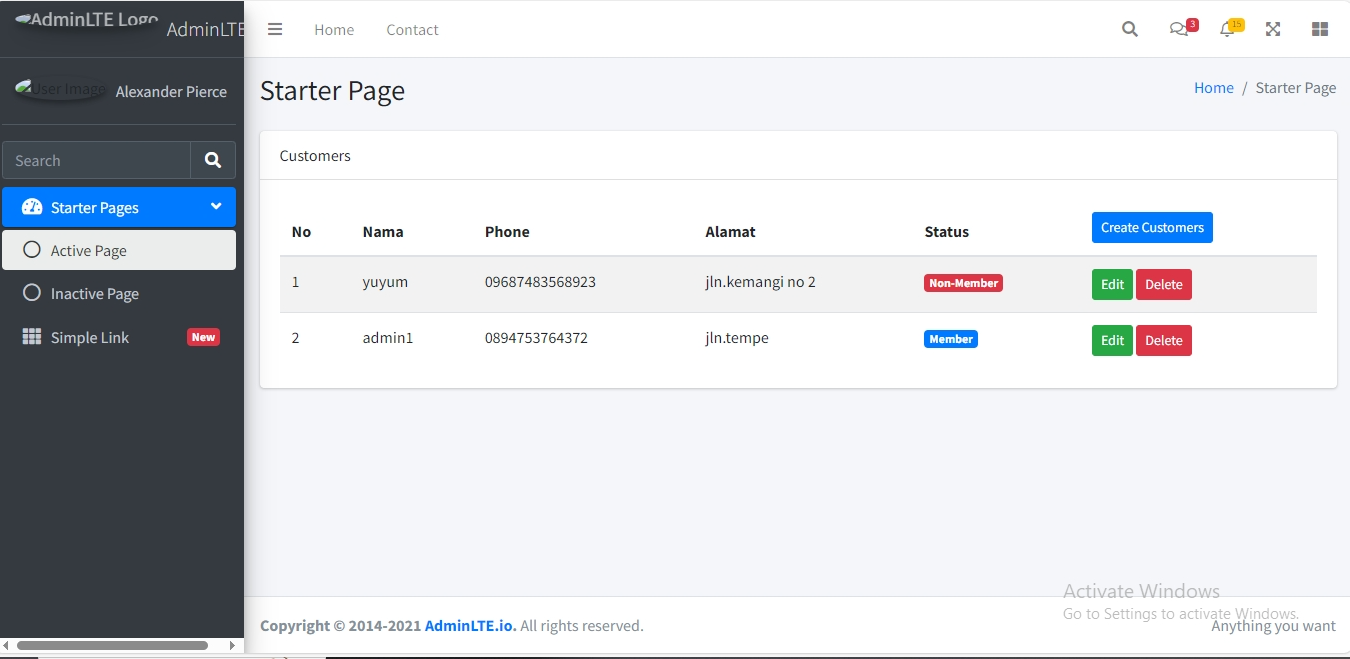 AdminLTE Logo AdminLTE
Home Contact
3
15
User Image Alexander Pierce
Search
Starter Pages
Active Page
Inactive Page
Simple Link New
Starter Page
Home / Starter Page
Customers
No Nama Phone Alamat Status Create Customers
1 yuyum 09687483568923 jln.kemangi no 2 Non-Member Edit Delete
2 admin1 0894753764372 jln.tempe Member Edit Delete
Activate Windows
Go to Settings to activate Windows.
Copyright © 2014-2021 AdminLTE.io. All rights reserved.
Anything you want